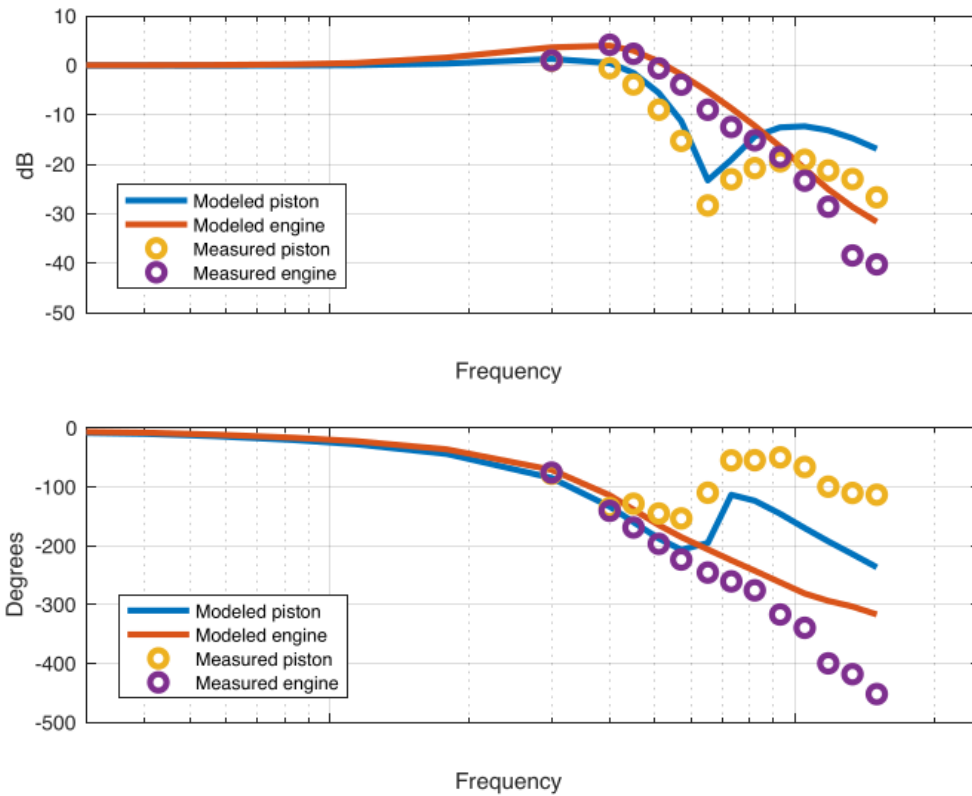 10
0
-10
-20
-30
-40
-50
dB
Modeled piston
Modeled engine
Measured piston
Measured engine
Frequency
0
-100
-200
-300
-400
-500
Degrees
Modeled piston
Modeled engine
Measured piston
Measured engine
Frequency